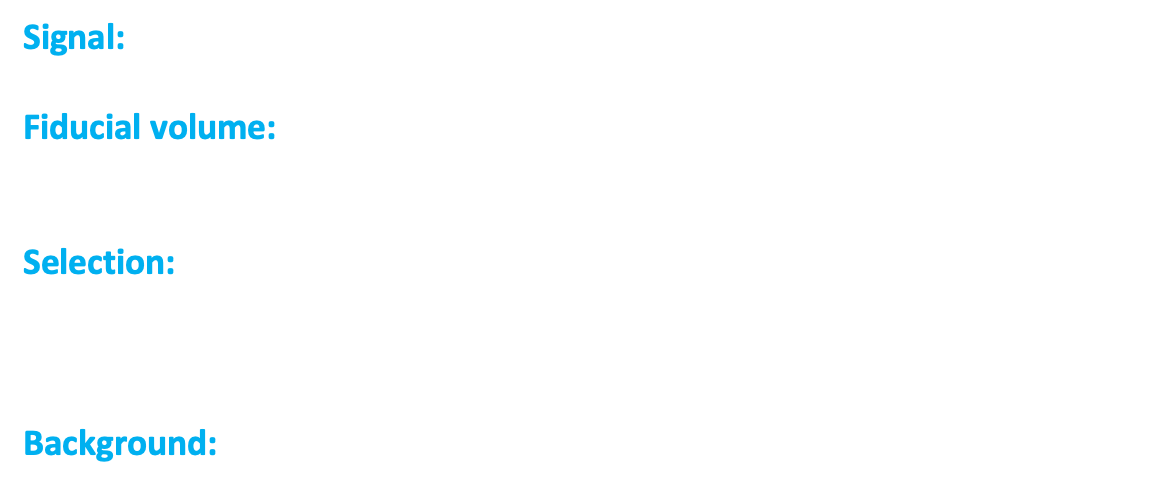 Signal:
Fiducial volume:
Selection:
Background: